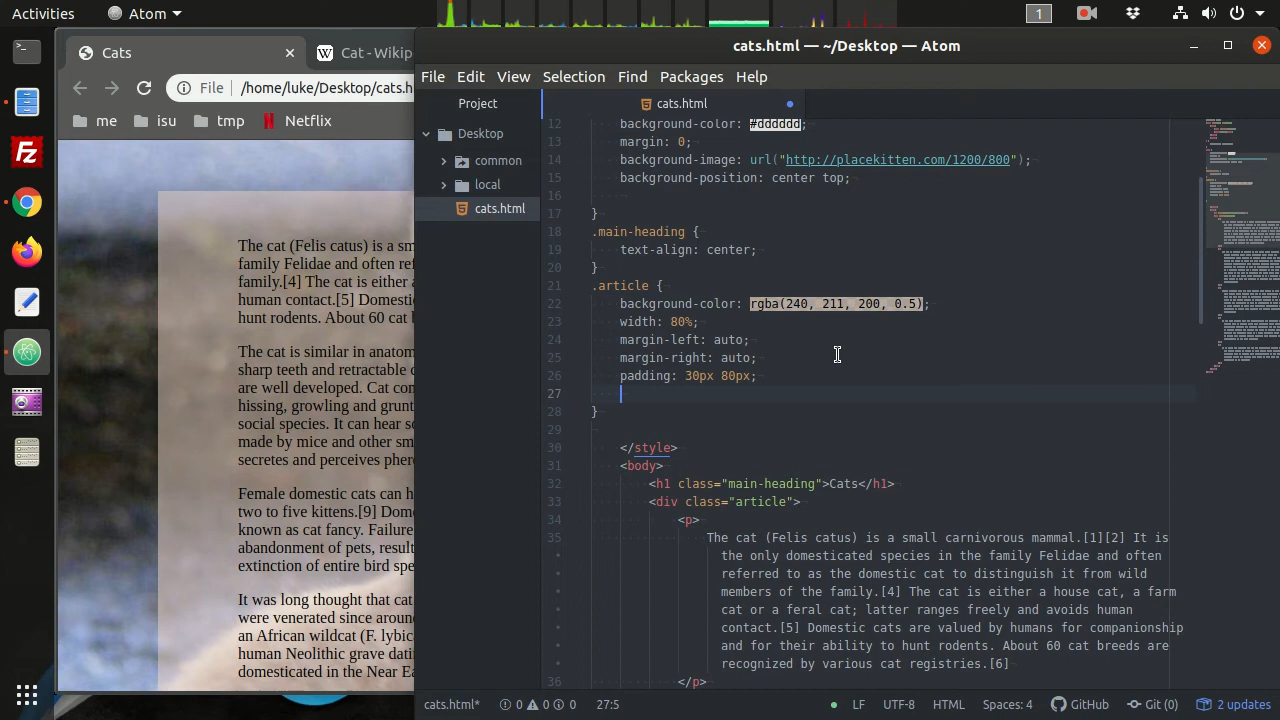 Activities
Atom
1
Cats
Cat - Wikip
File
/home/luke/Desktop/cats.h
me
isu
tmp
Netflix
The cat (Felis catus) is a sm
family Felidae and often ref
family.[4] The cat is either a
human contact.[5] Domestic
hunt rodents. About 60 cat b
The cat is similar in anatom
sharp teeth and retractable c
are well developed. Cat com
hissing, growling and grunt
social species. It can hear so
made by mice and other sm
secretes and perceives phero
Female domestic cats can h
two to five kittens.[9] Dome
known as cat fancy. Failure
abandonment of pets, result
extinction of entire bird spe
It was long thought that cat
were venerated since around
an African wildcat (F. lybic
human Neolithic grave dati
domesticated in the Near Ea
cats.html — ~/Desktop — Atom
File Edit View Selection Find Packages Help
Project
Desktop
common
local
cats.html
cats.html
12 background-color: #dddddd;
13 margin: 0;
14 background-image: url("http://placekitten.com/1200/800");
15 background-position: center top;
16
17 }
18 .main-heading {
19 text-align: center;
20 }
21 .article {
22 background-color: rgba(240, 211, 200, 0.5);
23 width: 80%;
24 margin-left: auto;
25 margin-right: auto;
26 padding: 30px 80px;
27
28 }
29
30 </style>
31 <body>
32 <h1 class="main-heading">Cats</h1>
33 <div class="article">
34 <p>
35 The cat (Felis catus) is a small carnivorous mammal.[1][2] It is
the only domesticated species in the family Felidae and often
referred to as the domestic cat to distinguish it from wild
members of the family.[4] The cat is either a house cat, a farm
cat or a feral cat; latter ranges freely and avoids human
contact.[5] Domestic cats are valued by humans for companionship
and for their ability to hunt rodents. About 60 cat breeds are
recognized by various cat registries.[6]
36 </p>
cats.html*
0 0 0
27:5
LF
UTF-8
HTML
Spaces: 4
GitHub
Git (0)
2 updates